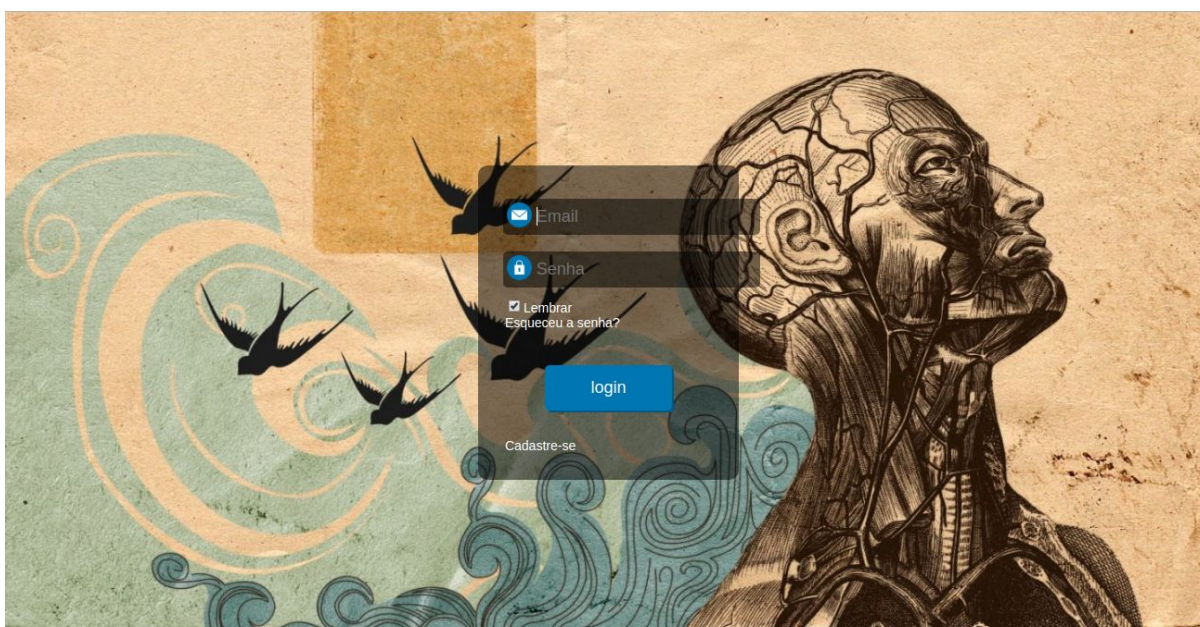 Email
Senha
Lembrar
Esqueceu a senha?
login
Cadastre-se